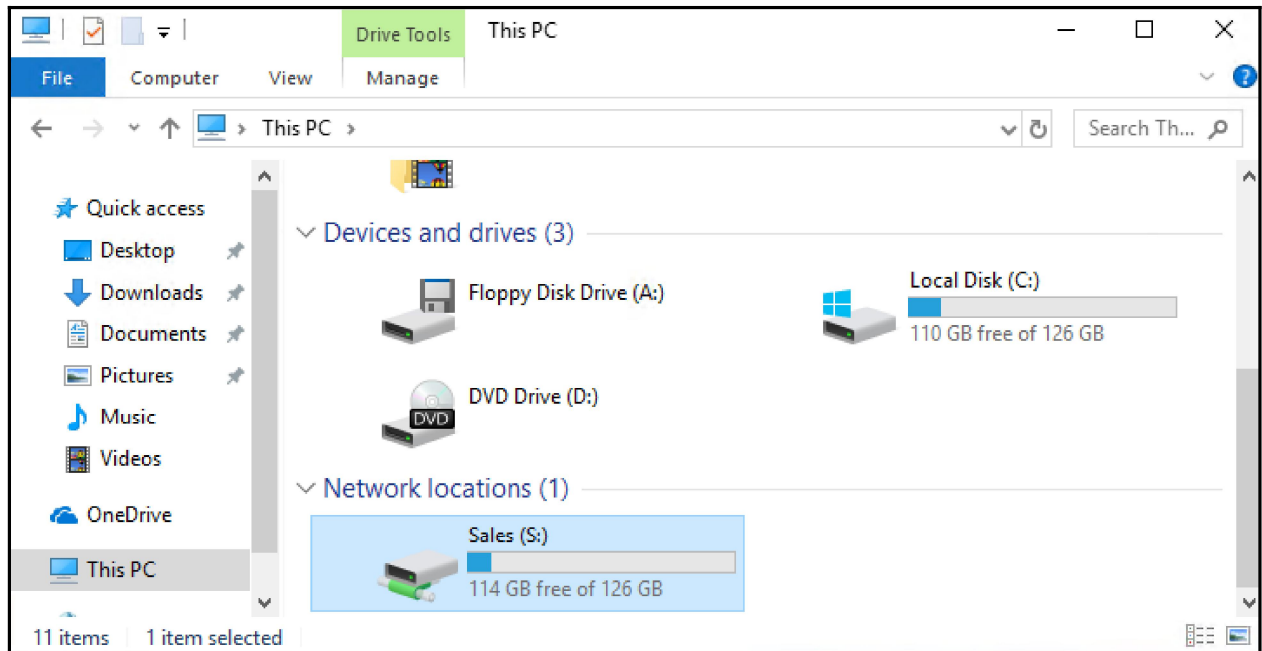 Drive Tools This PC
File Computer View Manage
This PC Search Th...
Quick access
Desktop
Downloads
Documents
Pictures
Music
Videos
OneDrive
This PC
Devices and drives (3)
Floppy Disk Drive (A:)
Local Disk (C:)
110 GB free of 126 GB
DVD
DVD Drive (D:)
Network locations (1)
Sales (S:)
114 GB free of 126 GB
11 items 1 item selected